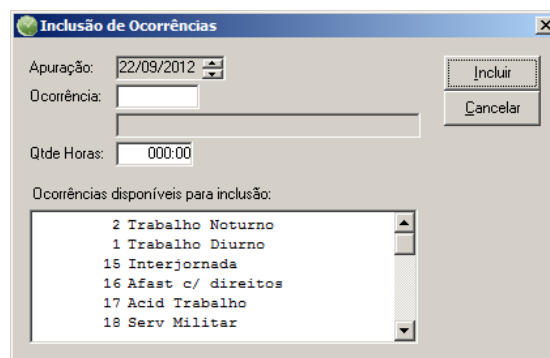 Inclusão de Ocorrências
Apuração: 22/09/2012
Incluir
Ocorrência:
Cancelar
Qtde Horas: 000:00
Ocorrências disponíveis para inclusão:
2 Trabalho Noturno
1 Trabalho Diurno
15 Interjornada
16 Afast c/ direitos
17 Acid Trabalho
18 Serv Militar